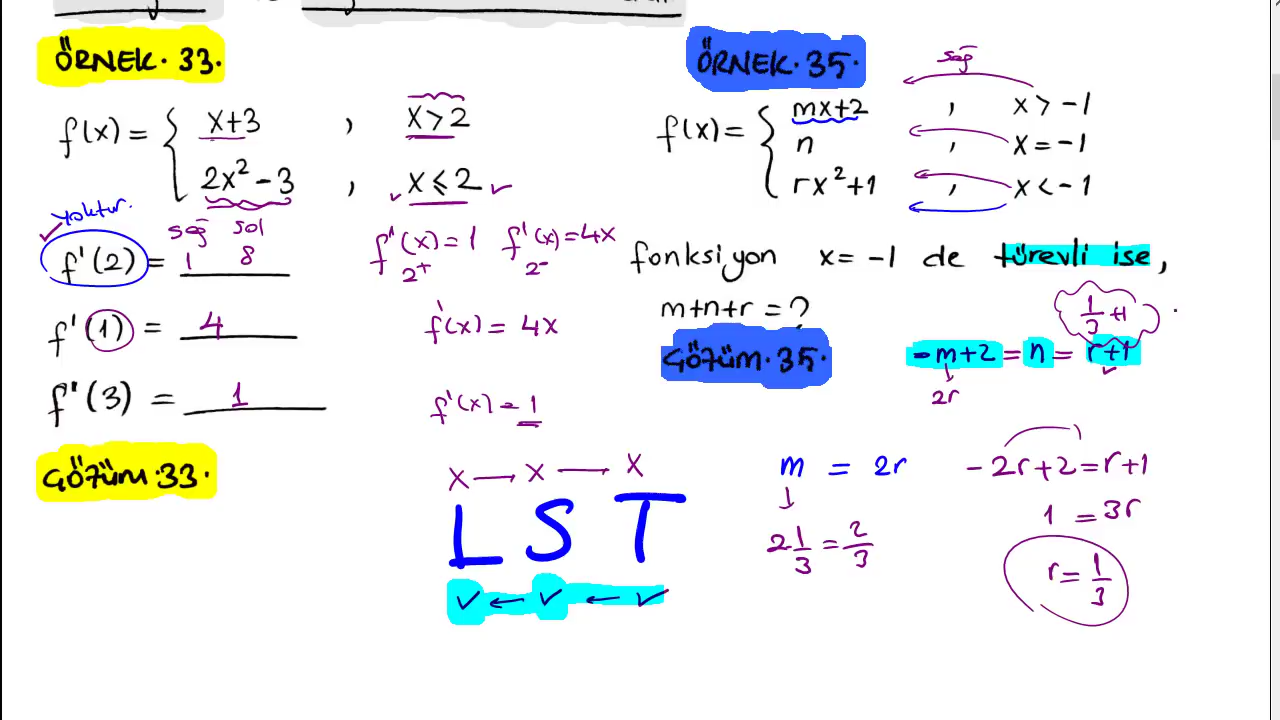 ÖRNEK. 33.
f(x) = { x+3 , x>2
2x² - 3 , x ≤ 2
yoktur.
sağ sol
f'(2) = 1 8
f'(x) = 1 f'(x) = 4x
2⁺ 2⁻
f'(1) = 4
f'(x) = 4x
f'(3) = 1
f'(x) = 1
ÇÖZÜM.33.
x → x → x
L S T
✓ ← ✓ ← ✓
ÖRNEK.35.
sağ
f(x) = { mx+2 , x > -1
n , x = -1
rx²+1 , x < -1
fonksiyon x = -1 de türevli ise,
m+n+r = ?
1/3 +1
ÇÖZÜM.35.
-m+2 = n = r+1
2r
m = 2r
2 1/3 = 2/3
-2r+2 = r+1
1 = 3r
r = 1/3